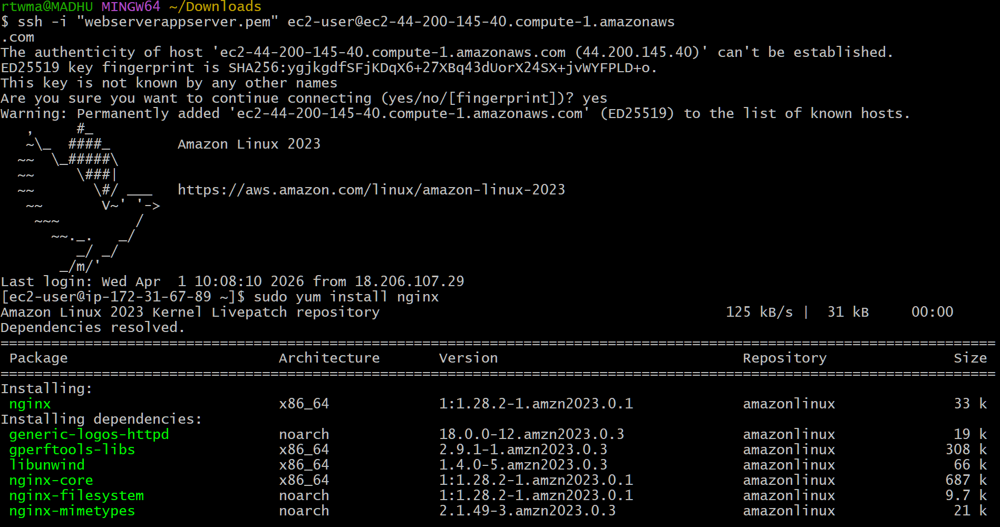 rtwma@MADHU MINGW64 ~/Downloads
$ ssh -i "webserverappserver.pem" ec2-user@ec2-44-200-145-40.compute-1.amazonaws
.com
The authenticity of host 'ec2-44-200-145-40.compute-1.amazonaws.com (44.200.145.40)' can't be established.
ED25519 key fingerprint is SHA256:ygjkgdfSFjKDqX6+27XBq43dUorX24SX+jvWYFPLD+o.
This key is not known by any other names
Are you sure you want to continue connecting (yes/no/[fingerprint])? yes
Warning: Permanently added 'ec2-44-200-145-40.compute-1.amazonaws.com' (ED25519) to the list of known hosts.
   ,     #_
   ~\_  ####_        Amazon Linux 2023
  ~~  \_#####\
  ~~     \###|
  ~~       \#/ ___   https://aws.amazon.com/linux/amazon-linux-2023
   ~~       V~' '->
    ~~~         /
      ~~._.   _/
         _/ _/
       _/m/'
Last login: Wed Apr  1 10:08:10 2026 from 18.206.107.29
[ec2-user@ip-172-31-67-89 ~]$ sudo yum install nginx
Amazon Linux 2023 Kernel Livepatch repository                                         125 kB/s |  31 kB     00:00
Dependencies resolved.
======================================================================================================================
 Package                         Architecture       Version                             Repository               Size
======================================================================================================================
Installing:
 nginx                           x86_64             1:1.28.2-1.amzn2023.0.1             amazonlinux              33 k
Installing dependencies:
 generic-logos-httpd             noarch             18.0.0-12.amzn2023.0.3              amazonlinux              19 k
 gperftools-libs                 x86_64             2.9.1-1.amzn2023.0.3                amazonlinux             308 k
 libunwind                       x86_64             1.4.0-5.amzn2023.0.3                amazonlinux              66 k
 nginx-core                      x86_64             1:1.28.2-1.amzn2023.0.1             amazonlinux             687 k
 nginx-filesystem                noarch             1:1.28.2-1.amzn2023.0.1             amazonlinux             9.7 k
 nginx-mimetypes                 noarch             2.1.49-3.amzn2023.0.3               amazonlinux              21 k